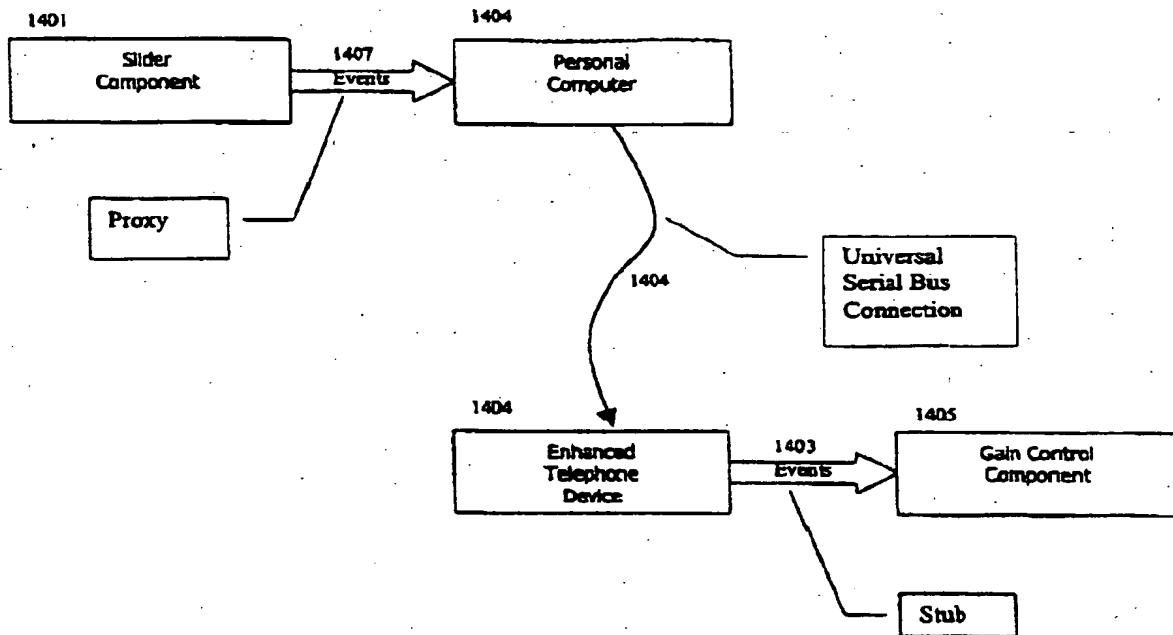 1401
Slider
Component
1407
Events
1404
Personal
Computer
Proxy
Universal
Serial Bus
Connection
1404
1404
Enhanced
Telephone
Device
1403
Events
1405
Gain Control
Component
Stub